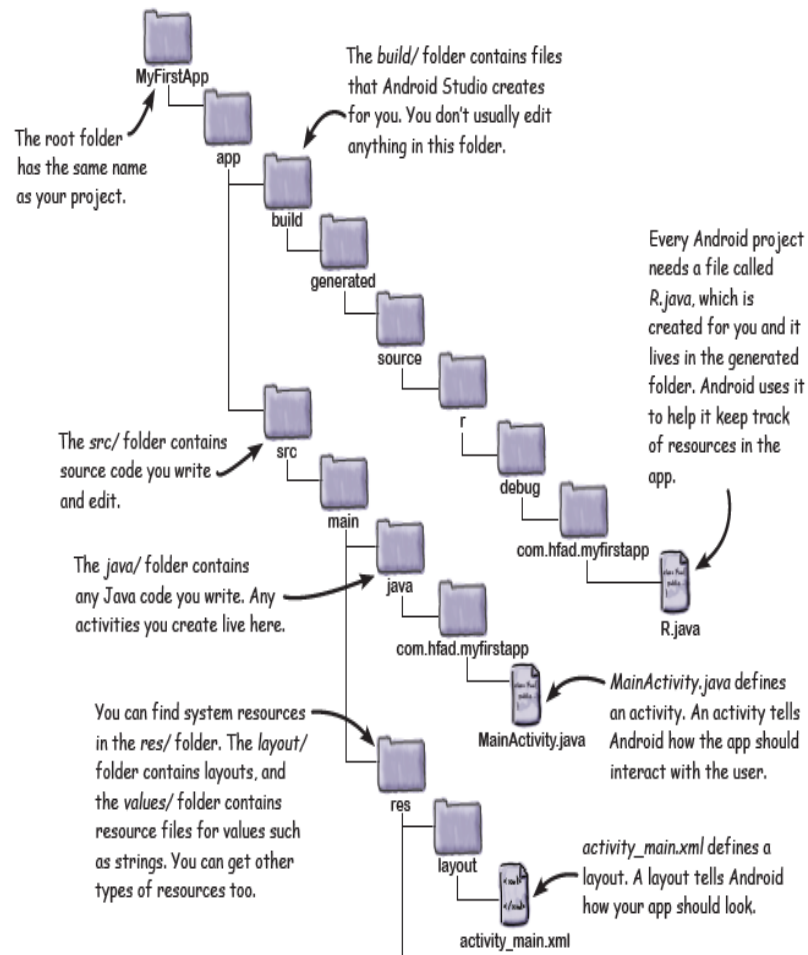 MyFirstApp
The root folder
has the same name
as your project.
app
The build/ folder contains files
that Android Studio creates
for you. You don't usually edit
anything in this folder.
build
generated
source
r
debug
com.hfad.myfirstapp
R.java
Every Android project
needs a file called
R.java, which is
created for you and it
lives in the generated
folder. Android uses it
to help it keep track
of resources in the
app.
The src/ folder contains
source code you write
and edit.
src
main
The java/ folder contains
any Java code you write. Any
activities you create live here.
java
com.hfad.myfirstapp
MainActivity.java
MainActivity.java defines
an activity. An activity tells
Android how the app should
interact with the user.
You can find system resources
in the res/ folder. The layout/
folder contains layouts, and
the values/ folder contains
resource files for values such
as strings. You can get other
types of resources too.
res
layout
<xml>
</xml>
activity_main.xml
activity_main.xml defines a
layout. A layout tells Android
how your app should look.